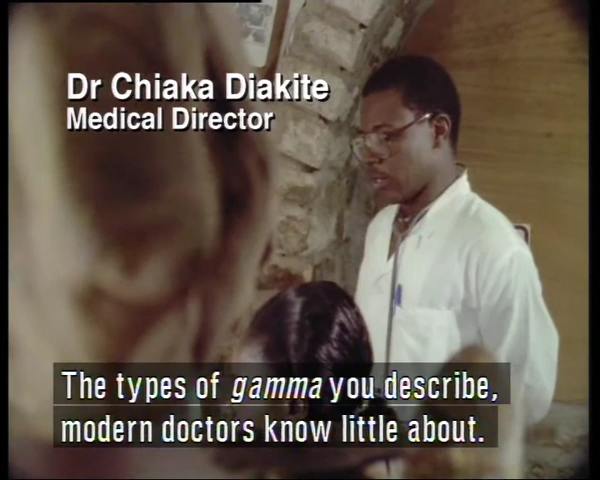 Dr Chiaka Diakite
Medical Director
The types of gamma you describe,
modern doctors know little about.